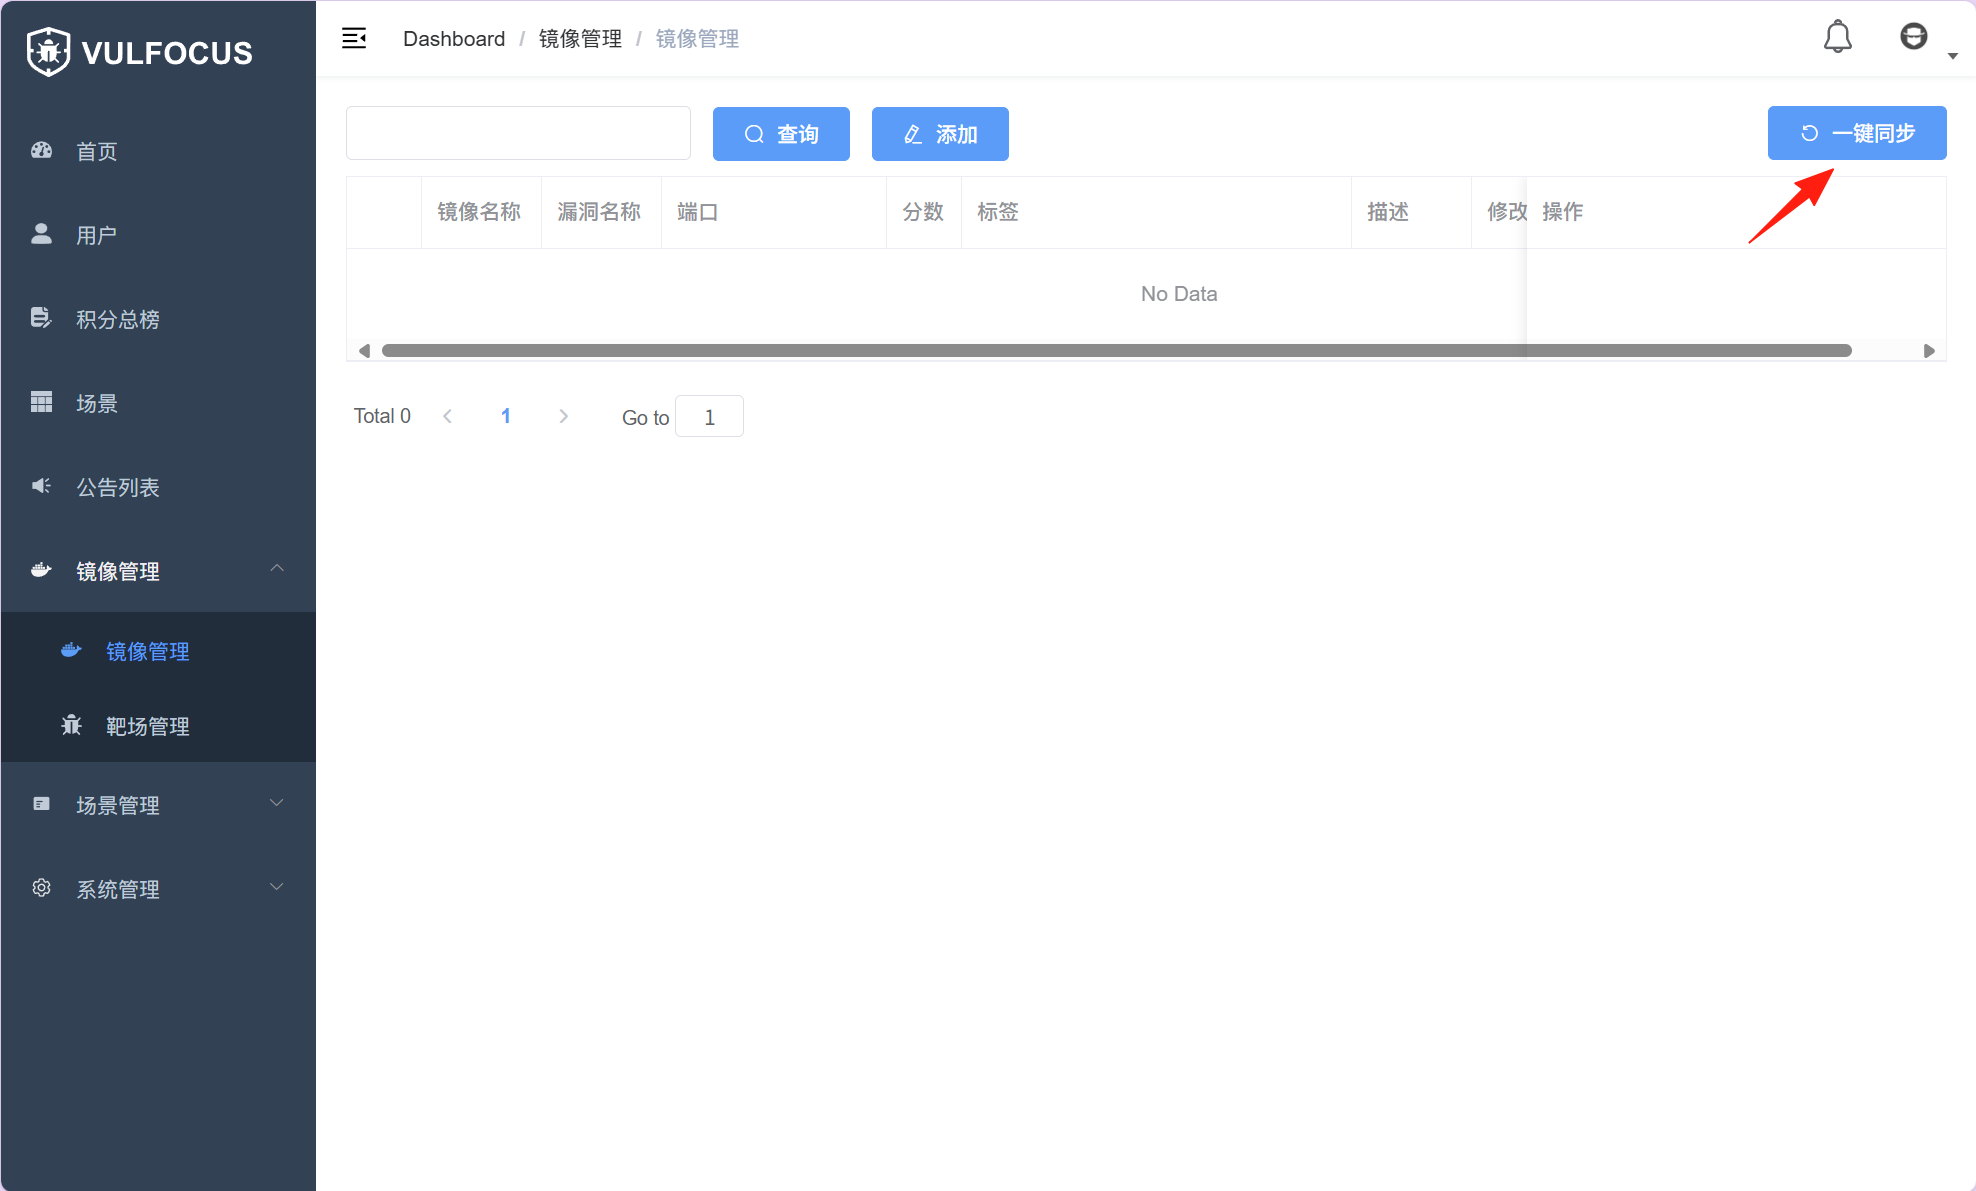 VULFOCUS
首页
用户
积分总榜
场景
公告列表
镜像管理
镜像管理
靶场管理
场景管理
系统管理
Dashboard / 镜像管理 / 镜像管理
查询 添加 一键同步
镜像名称 漏洞名称 端口 分数 标签 描述 修改 操作
No Data
Total 0 1 Go to 1